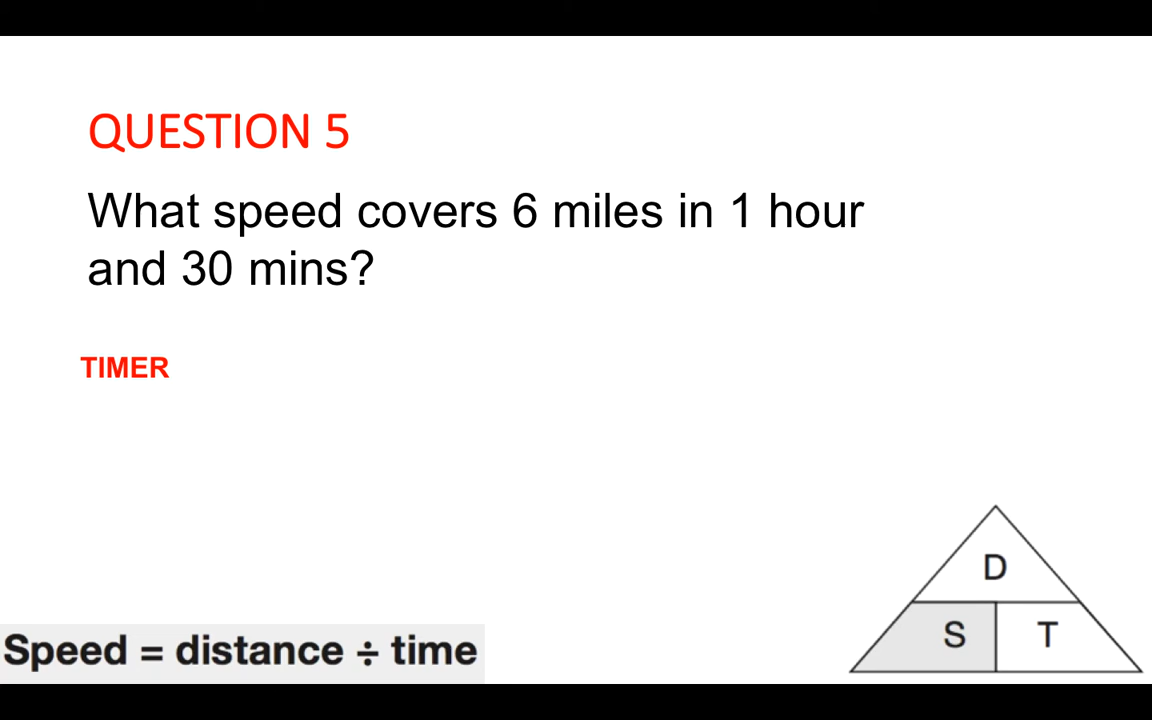 QUESTION 5
What speed covers 6 miles in 1 hour
and 30 mins?
TIMER
D
S T
Speed = distance ÷ time